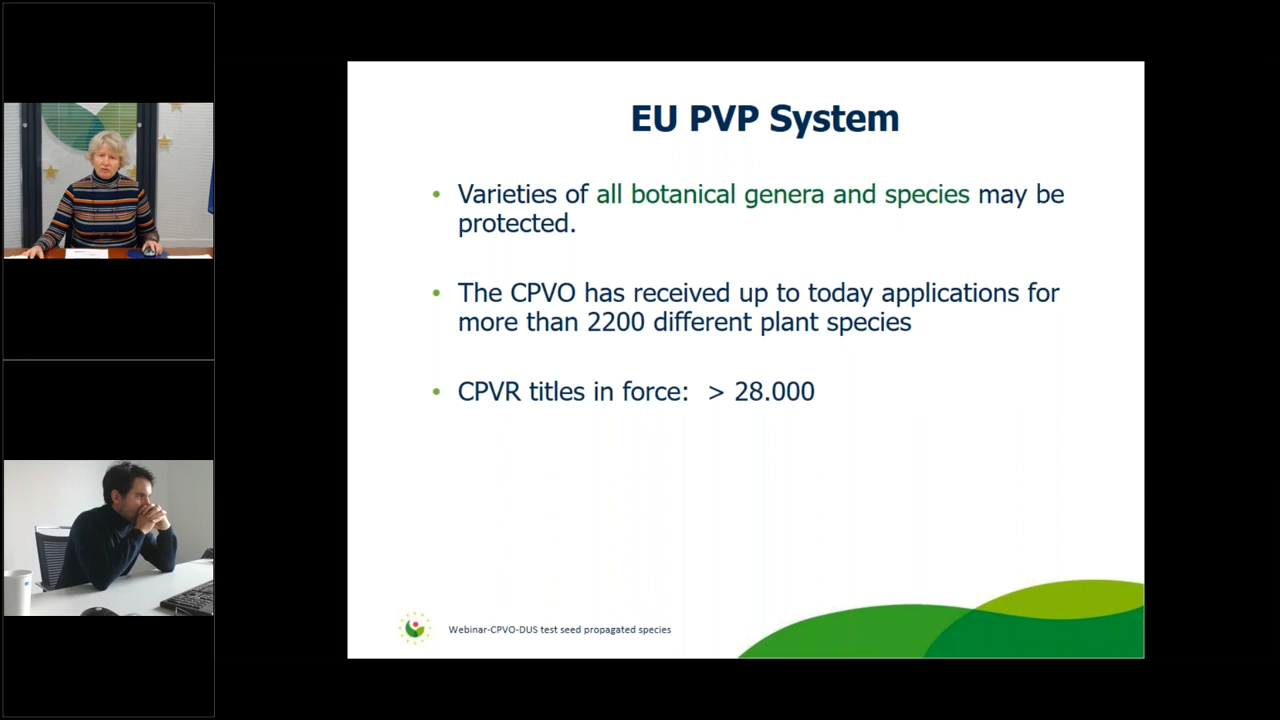 EU PVP System
• Varieties of all botanical genera and species may be
protected.
• The CPVO has received up to today applications for
more than 2200 different plant species
• CPVR titles in force:  > 28.000
Webinar-CPVO-DUS test seed propagated species